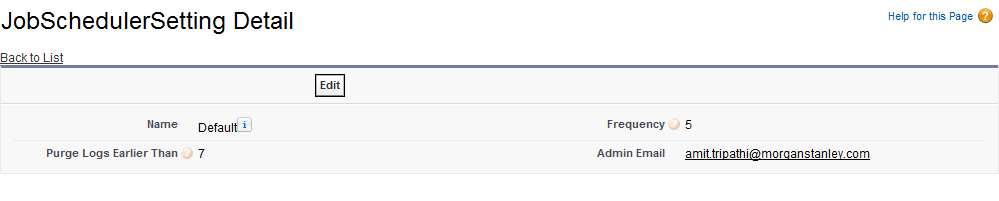 JobSchedulerSetting Detail
Help for this Page ?
Back to List
Edit
Name Default i Frequency ? 5
Purge Logs Earlier Than ? 7 Admin Email amit.tripathi@morganstanley.com